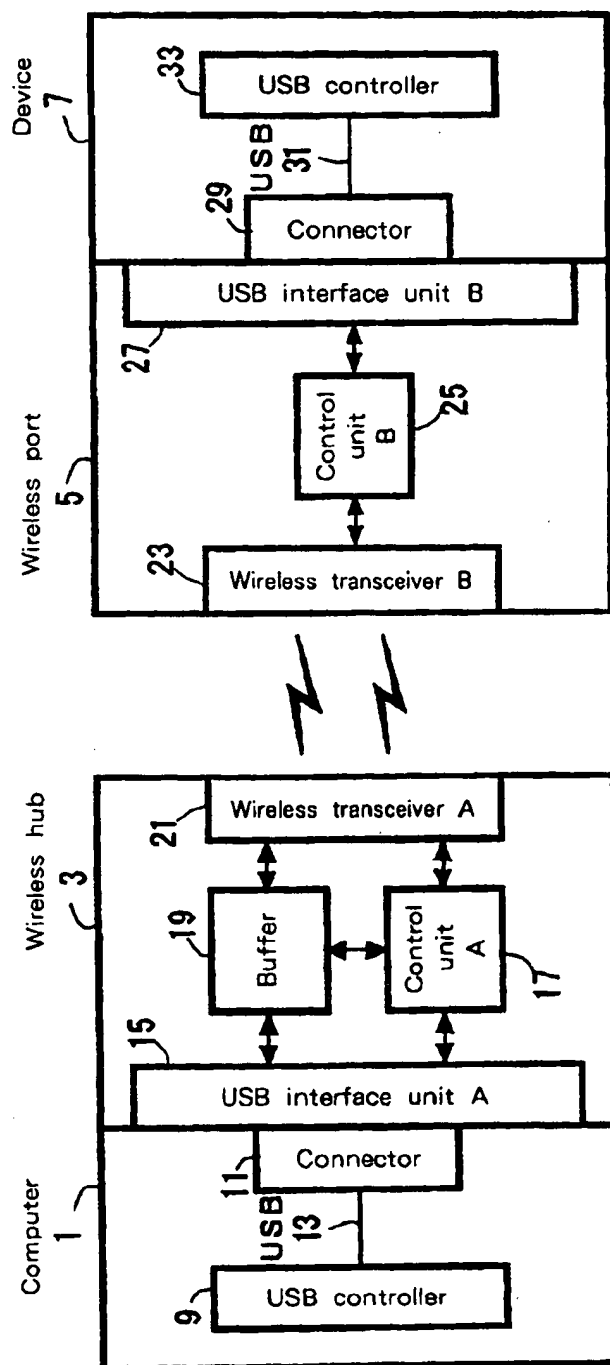 Computer
1
Wireless hub
3
Wireless port
5
Device
7
9
USB controller
USB
13
11
Connector
15
USB interface unit A
19
Buffer
Control
unit
A
17
21
Wireless transceiver A
23
Wireless transceiver B
Control
unit
B
25
27
USB interface unit B
29
Connector
USB
31
33
USB controller